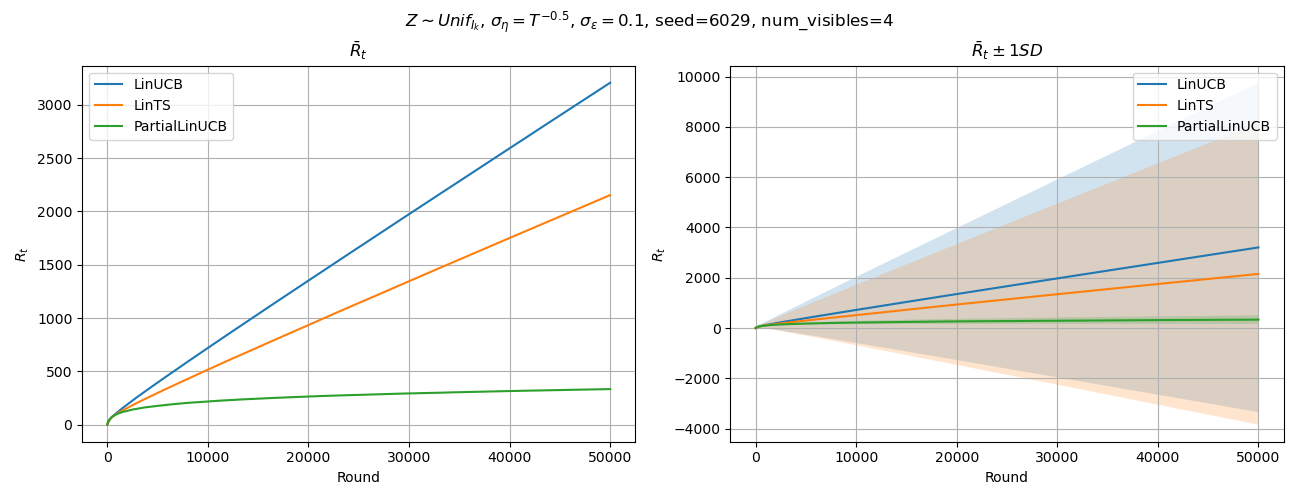 Z ∼ Unif_{I_k}, σ_η = T^{−0.5}, σ_ε = 0.1, seed=6029, num_visibles=4
R̄_t
LinUCB
LinTS
PartialLinUCB
3000
2500
2000
1500
1000
500
0
R_t
0 10000 20000 30000 40000 50000
Round
R̄_t ± 1SD
LinUCB
LinTS
PartialLinUCB
10000
8000
6000
4000
2000
0
−2000
−4000
R_t
0 10000 20000 30000 40000 50000
Round